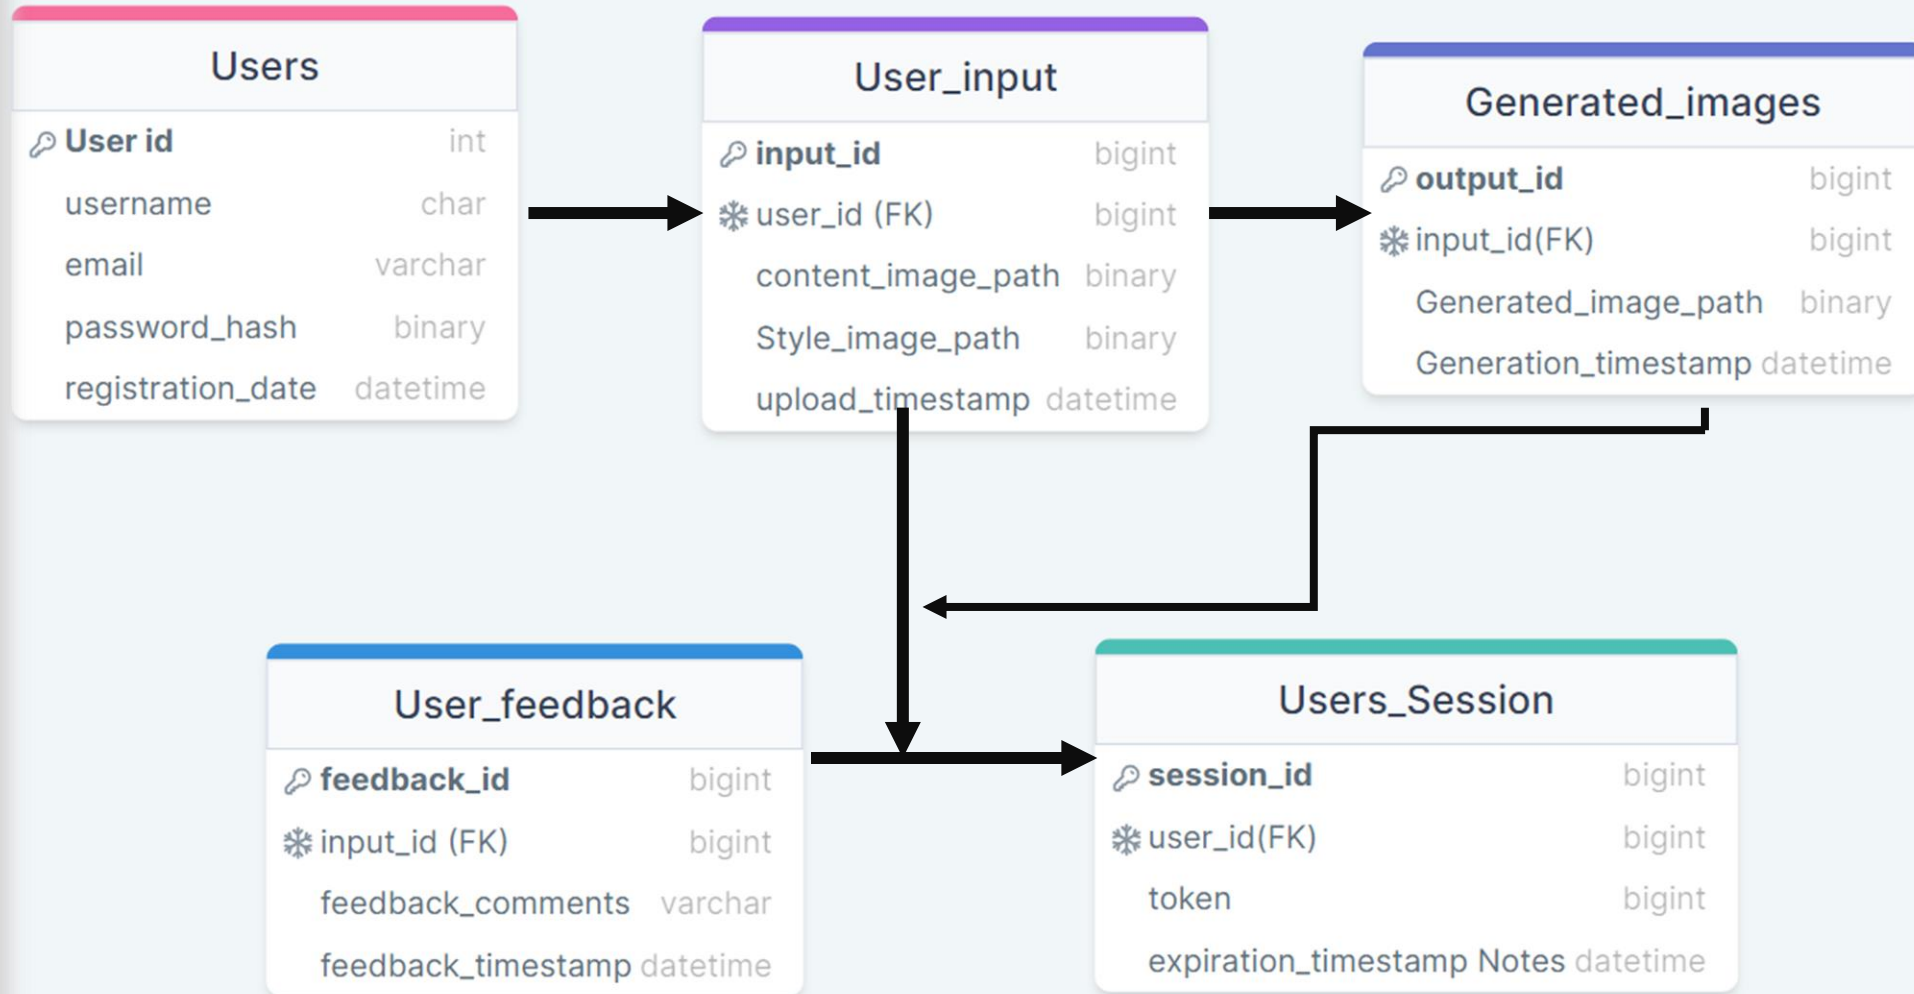 Users
User id int
username char
email varchar
password_hash binary
registration_date datetime
User_input
input_id bigint
user_id (FK) bigint
content_image_path binary
Style_image_path binary
upload_timestamp datetime
Generated_images
output_id bigint
input_id(FK) bigint
Generated_image_path binary
Generation_timestamp datetime
User_feedback
feedback_id bigint
input_id (FK) bigint
feedback_comments varchar
feedback_timestamp datetime
Users_Session
session_id bigint
user_id(FK) bigint
token bigint
expiration_timestamp Notes datetime